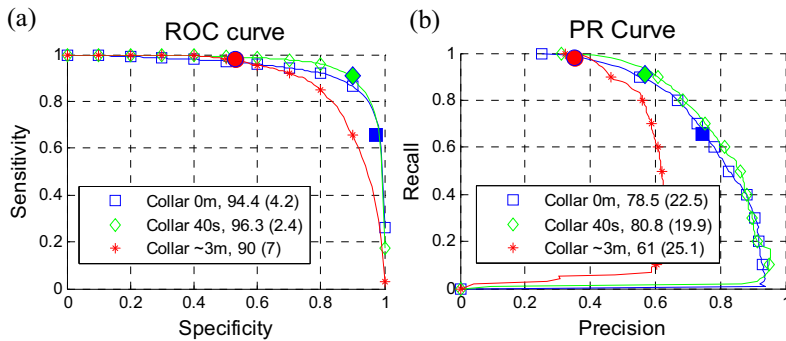 (a)
ROC curve
1
0.8
0.6
0.4
0.2
0
Sensitivity
Collar 0m, 94.4 (4.2)
Collar 40s, 96.3 (2.4)
Collar ~3m, 90 (7)
0 0.2 0.4 0.6 0.8 1
Specificity
(b)
PR Curve
1
0.8
0.6
0.4
0.2
0
Recall
Collar 0m, 78.5 (22.5)
Collar 40s, 80.8 (19.9)
Collar ~3m, 61 (25.1)
0 0.2 0.4 0.6 0.8 1
Precision